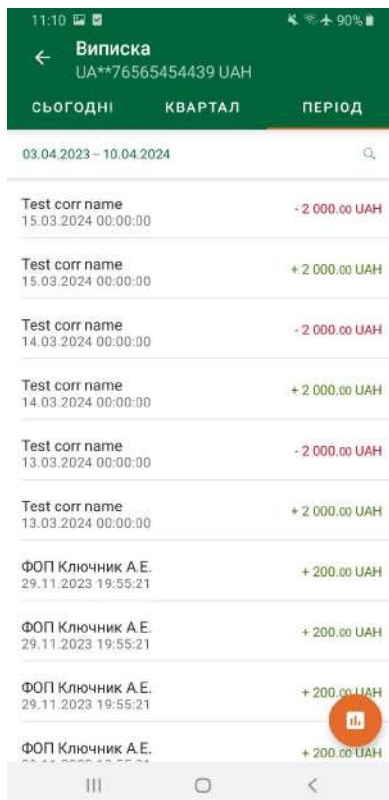 11:10 90%
Виписка
UA**76565454439 UAH
СЬОГОДНІ КВАРТАЛ ПЕРІОД
03.04.2023 – 10.04.2024
Test corr name
- 2 000.00 UAH
15.03.2024 00:00:00
Test corr name
+ 2 000.00 UAH
15.03.2024 00:00:00
Test corr name
- 2 000.00 UAH
14.03.2024 00:00:00
Test corr name
+ 2 000.00 UAH
14.03.2024 00:00:00
Test corr name
- 2 000.00 UAH
13.03.2024 00:00:00
Test corr name
+ 2 000.00 UAH
13.03.2024 00:00:00
ФОП Ключник А.Е.
+ 200.00 UAH
29.11.2023 19:55:21
ФОП Ключник А.Е.
+ 200.00 UAH
29.11.2023 19:55:21
ФОП Ключник А.Е.
+ 200.00 UAH
29.11.2023 19:55:21
ФОП Ключник А.Е.
+ 200.00 UAH